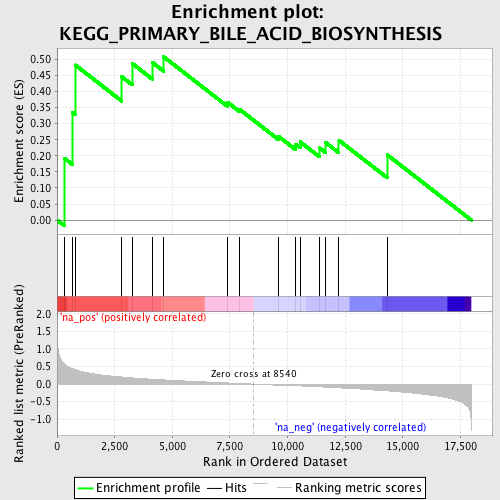 Enrichment plot:
KEGG_PRIMARY_BILE_ACID_BIOSYNTHESIS
Enrichment score (ES)
0.50
0.45
0.40
0.35
0.30
0.25
0.20
0.15
0.10
0.05
0.00
Ranked list metric (PreRanked)
2.0
1.5
1.0
0.5
0.0
-0.5
-1.0
'na_pos' (positively correlated)
Zero cross at 8540
'na_neg' (negatively correlated)
0 2,500 5,000 7,500 10,000 12,500 15,000 17,500
Rank in Ordered Dataset
Enrichment profile Hits Ranking metric scores